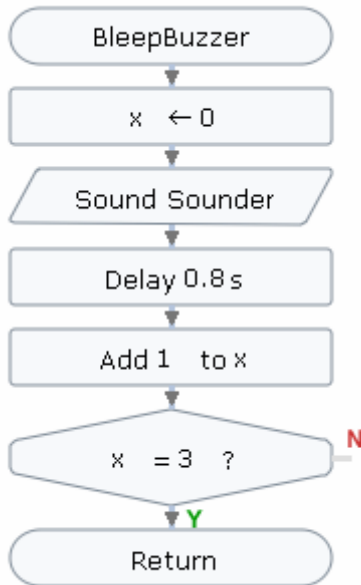 BleepBuzzer
x ← 0
Sound Sounder
Delay 0.8 s
Add 1 to x
x = 3 ?
N
Y
Return